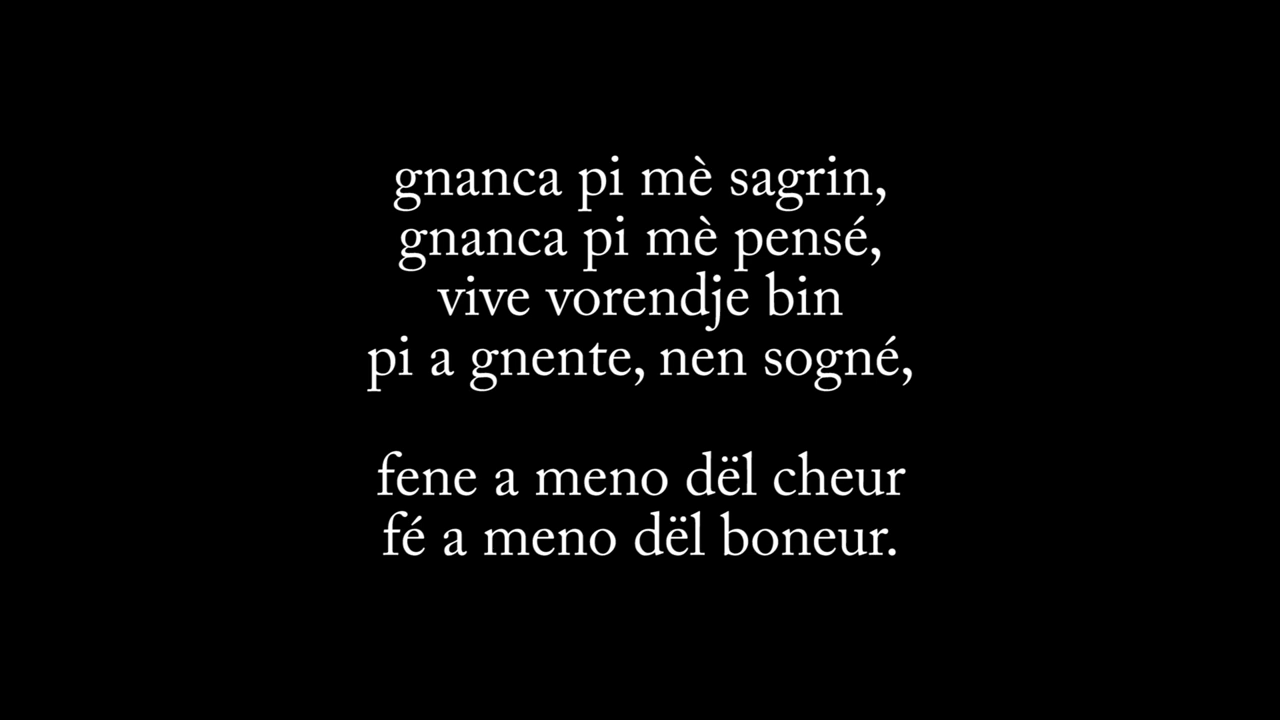 gnanca pi mè sagrin,
gnanca pi mè pensé,
vive vorendje bin
pi a gnente, nen sogné,
fene a meno dël cheur
fé a meno dël boneur.